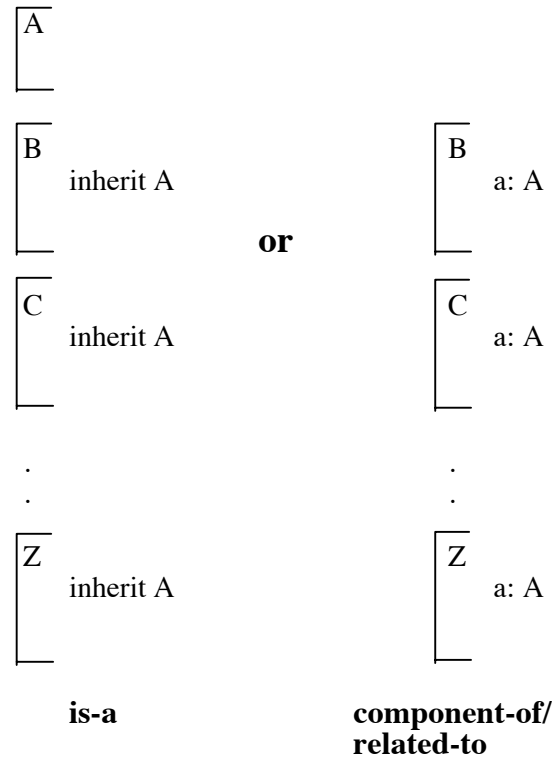 A
B
inherit A
B
a: A
or
C
inherit A
C
a: A
.
.
.
.
Z
inherit A
Z
a: A
is-a
component-of/
related-to